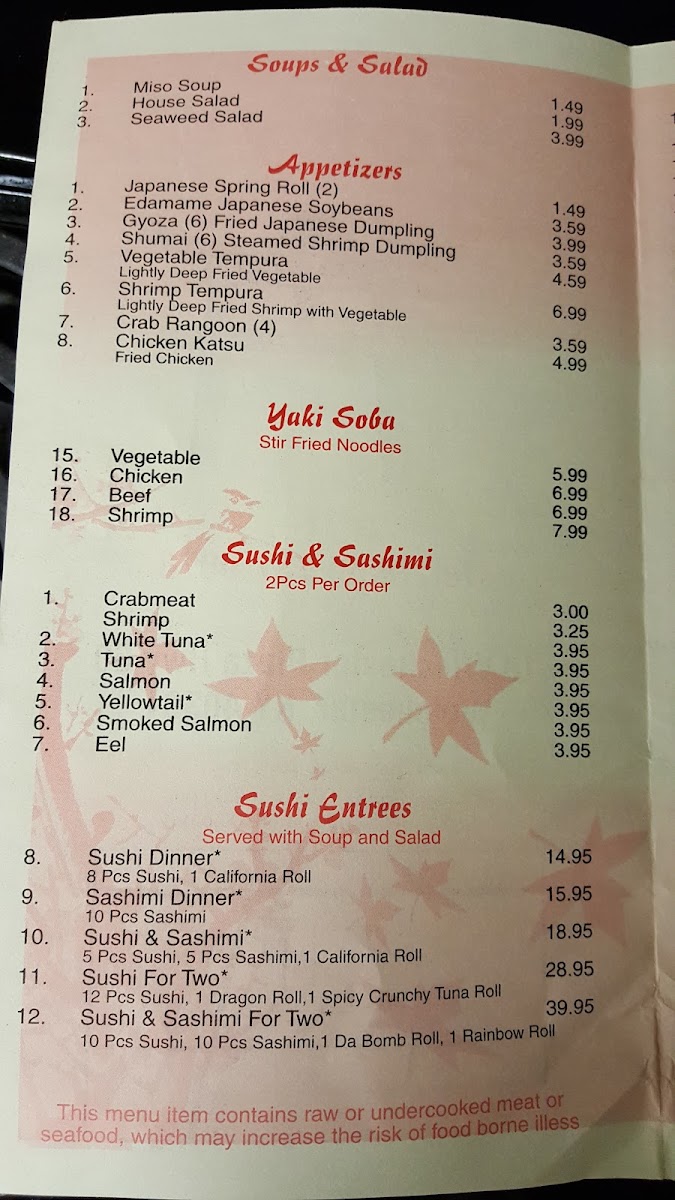 Soups & Salad
1. Miso Soup 1.49
2. House Salad 1.99
3. Seaweed Salad 3.99
Appetizers
1. Japanese Spring Roll (2) 1.49
2. Edamame Japanese Soybeans 3.59
3. Gyoza (6) Fried Japanese Dumpling 3.99
4. Shumai (6) Steamed Shrimp Dumpling 3.59
5. Vegetable Tempura 4.59
Lightly Deep Fried Vegetable
6. Shrimp Tempura 6.99
Lightly Deep Fried Shrimp with Vegetable
7. Crab Rangoon (4) 3.59
8. Chicken Katsu 4.99
Fried Chicken
Yaki Soba
Stir Fried Noodles
15. Vegetable 5.99
16. Chicken 6.99
17. Beef 6.99
18. Shrimp 7.99
Sushi & Sashimi
2Pcs Per Order
1. Crabmeat 3.00
Shrimp 3.25
2. White Tuna* 3.95
3. Tuna* 3.95
4. Salmon 3.95
5. Yellowtail* 3.95
6. Smoked Salmon 3.95
7. Eel 3.95
Sushi Entrees
Served with Soup and Salad
8. Sushi Dinner* 14.95
8 Pcs Sushi, 1 California Roll
9. Sashimi Dinner* 15.95
10 Pcs Sashimi
10. Sushi & Sashimi* 18.95
5 Pcs Sushi, 5 Pcs Sashimi,1 California Roll
11. Sushi For Two* 28.95
12 Pcs Sushi, 1 Dragon Roll,1 Spicy Crunchy Tuna Roll
12. Sushi & Sashimi For Two* 39.95
10 Pcs Sushi, 10 Pcs Sashimi,1 Da Bomb Roll, 1 Rainbow Roll
This menu item contains raw or undercooked meat or
seafood, which may increase the risk of food borne illess